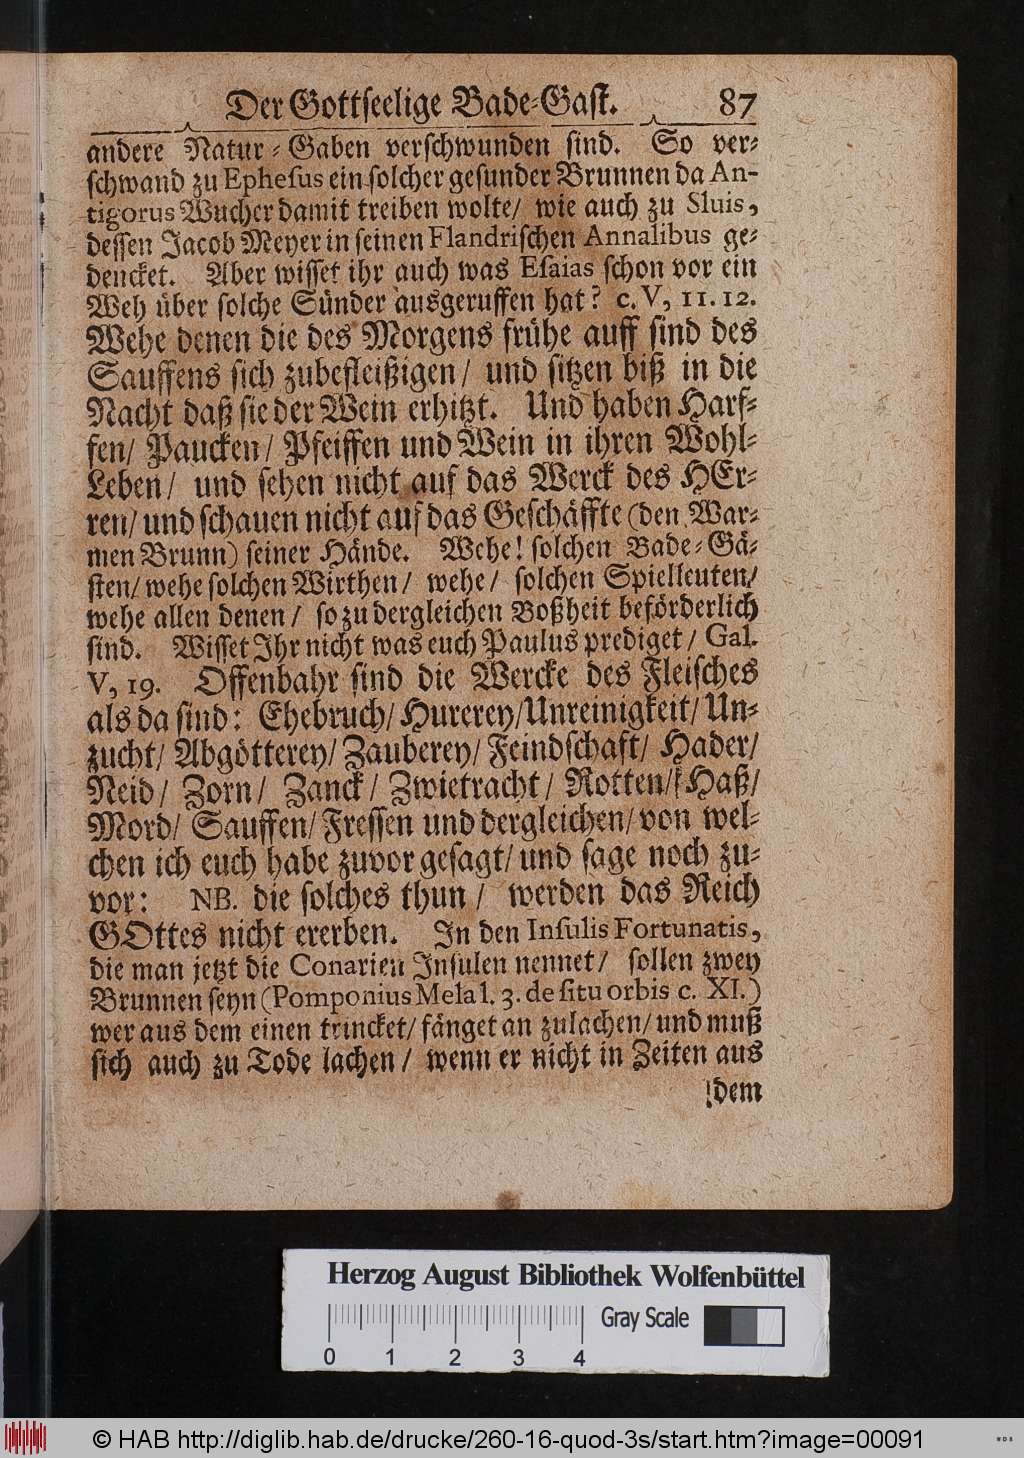 Der Gottseelige Bade-Gast. 87
andere Natur-Gaben verschwunden sind. So ver-
schwand zu Ephesus ein solcher gesunder Brunnen da An-
tigorus Wucher damit treiben wolte/ wie auch zu Sluis,
dessen Jacob Meyer in seinen Flandrischen Annalibus ge-
dencket. Aber wisset ihr auch was Esaias schon vor ein
Weh über solche Sünder ausgeruffen hat? c. V, 11. 12.
Wehe denen die des Morgens frühe auff sind des
Sauffens sich zubefleißigen/ und sitzen biß in die
Nacht daß sie der Wein erhitzt. Und haben Harf-
fen/ Paucken/ Pfeiffen und Wein in ihren Wohl-
Leben/ und sehen nicht auf das Werck des HEr-
ren/ und schauen nicht auf das Geschäffte (den War-
men Brunn) seiner Hände. Wehe! solchen Bade-Gä-
sten/ wehe solchen Wirthen/ wehe/ solchen Spielleuten/
wehe allen denen/ so zu dergleichen Boßheit beförderlich
sind. Wisset Ihr nicht was euch Paulus prediget/ Gal.
V, 19. Offenbahr sind die Wercke des Fleisches
als da sind: Ehebruch/ Hurerey/ Unreinigkeit/ Un-
zucht/ Abgötterey/ Zauberey/ Feindschaft/ Hader/
Neid/ Zorn/ Zanck/ Zwietracht/ Rotten/ Haß/
Mord/ Sauffen/ Fressen und dergleichen/ von wel-
chen ich euch habe zuvor gesagt/ und sage noch zu-
vor: NB. die solches thun/ werden das Reich
GOttes nicht ererben. In den Insulis Fortunatis,
die man jetzt die Conarien Insulen nennet/ sollen zwey
Brunnen seyn (Pomponius Mela l. 3. de situ orbis c. XI.)
wer aus dem einen trincket/ fänget an zulachen/ und muß
sich auch zu Tode lachen/ wenn er nicht in Zeiten aus
dem
Herzog August Bibliothek Wolfenbüttel
Gray Scale
0 1 2 3 4
© HAB http://diglib.hab.de/drucke/260-16-quod-3s/start.htm?image=00091